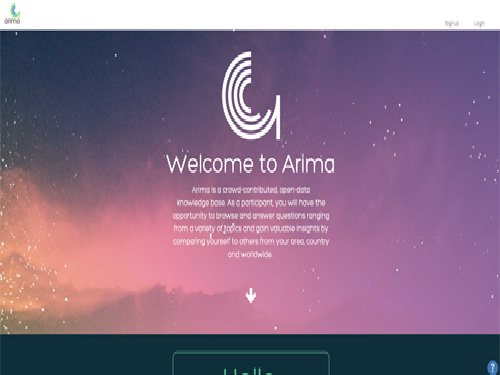 arima
Signup Login
Welcome to Arima
Arima is a crowd-contributed, open-data
knowledge base. As a participant, you will have the
opportunity to browse and answer questions ranging
from a variety of topics and gain valuable insights by
comparing yourself to others from your area, country
and worldwide
Hello
?